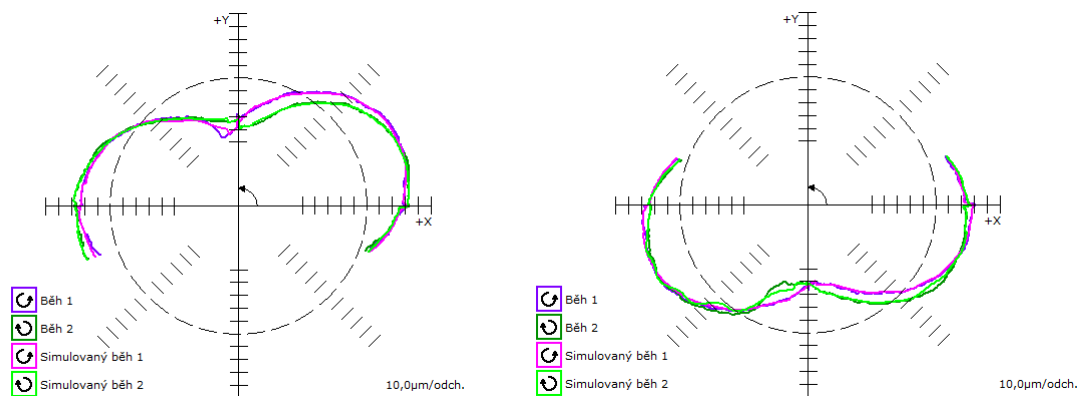 +Y
+X
Běh 1
Běh 2
Simulovaný běh 1
Simulovaný běh 2
10,0µm/odch.
+Y
+X
Běh 1
Běh 2
Simulovaný běh 1
Simulovaný běh 2
10,0µm/odch.